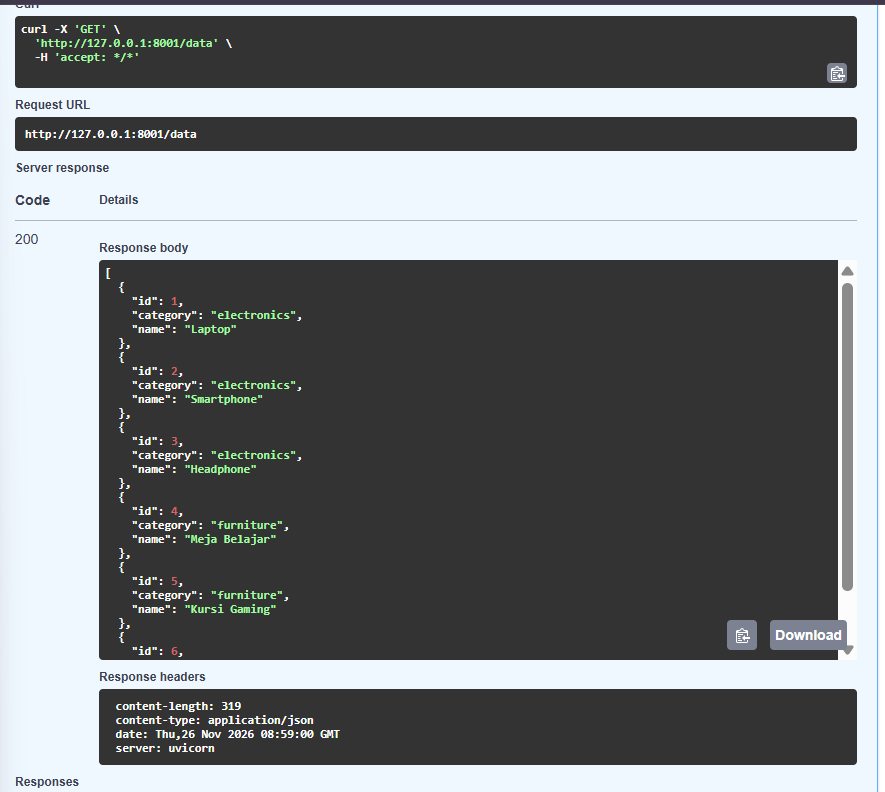 Curl
curl -X 'GET' \
  'http://127.0.0.1:8001/data' \
  -H 'accept: */*'
Request URL
http://127.0.0.1:8001/data
Server response
Code Details
200
Response body
[
  {
    "id": 1,
    "category": "electronics",
    "name": "Laptop"
  },
  {
    "id": 2,
    "category": "electronics",
    "name": "Smartphone"
  },
  {
    "id": 3,
    "category": "electronics",
    "name": "Headphone"
  },
  {
    "id": 4,
    "category": "furniture",
    "name": "Meja Belajar"
  },
  {
    "id": 5,
    "category": "furniture",
    "name": "Kursi Gaming"
  },
  {
    "id": 6,
Download
Response headers
content-length: 319
content-type: application/json
date: Thu,26 Nov 2026 08:59:00 GMT
server: uvicorn
Responses